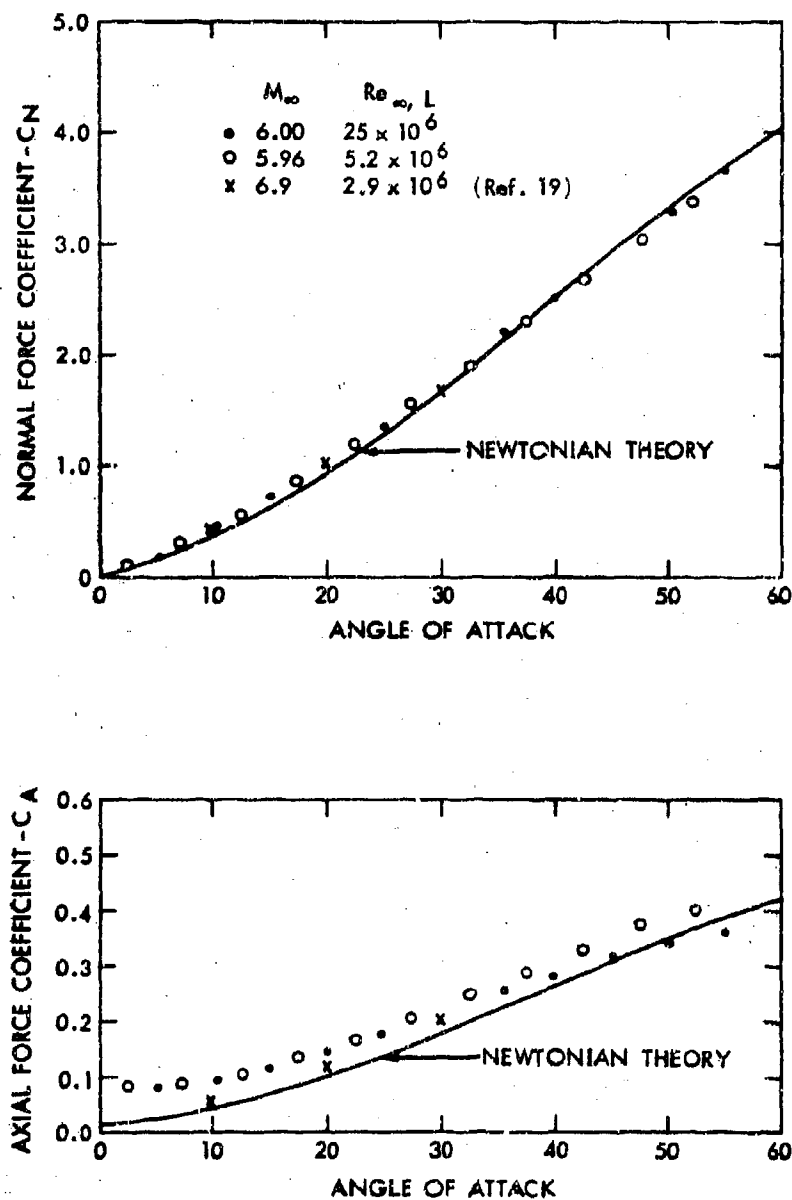 NORMAL FORCE COEFFICIENT - CN
5.0
4.0
3.0
2.0
1.0
0
M∞ Re∞, L
• 6.00 25 x 10⁶
○ 5.96 5.2 x 10⁶
x 6.9 2.9 x 10⁶ (Ref. 19)
NEWTONIAN THEORY
0 10 20 30 40 50 60
ANGLE OF ATTACK
AXIAL FORCE COEFFICIENT - C A
0.6
0.5
0.4
0.3
0.2
0.1
0.0
NEWTONIAN THEORY
0 10 20 30 40 50 60
ANGLE OF ATTACK